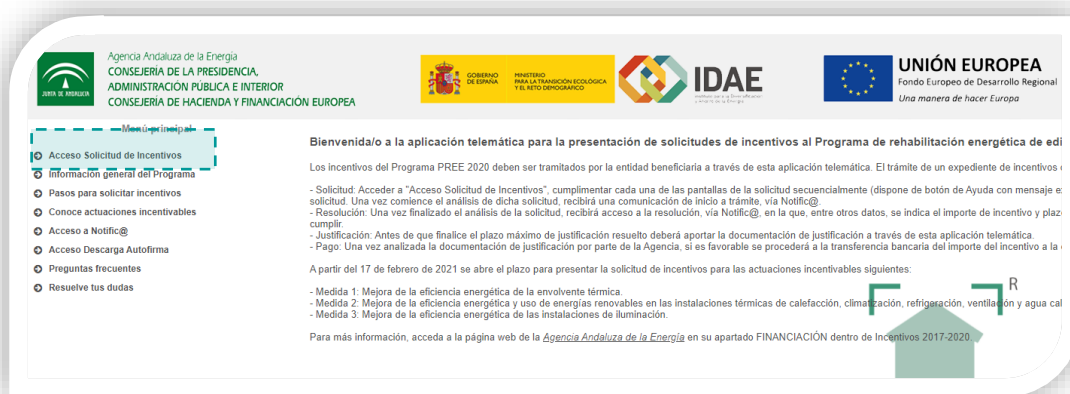 Agencia Andaluza de la Energía
CONSEJERÍA DE LA PRESIDENCIA,
ADMINISTRACIÓN PÚBLICA E INTERIOR
CONSEJERÍA DE HACIENDA Y FINANCIACIÓN EUROPEA
JUNTA DE ANDALUCÍA
GOBIERNO
DE ESPAÑA
MINISTERIO
PARA LA TRANSICIÓN ECOLÓGICA
Y EL RETO DEMOGRÁFICO
IDAE
UNIÓN EUROPEA
Fondo Europeo de Desarrollo Regional
Una manera de hacer Europa
Menú principal
Acceso Solicitud de Incentivos
Información general del Programa
Pasos para solicitar incentivos
Conoce actuaciones incentivables
Acceso a Notific@
Acceso Descarga Autofirma
Preguntas frecuentes
Resuelve tus dudas
Bienvenida/o a la aplicación telemática para la presentación de solicitudes de incentivos al Programa de rehabilitación energética de edi
Los incentivos del Programa PREE 2020 deben ser tramitados por la entidad beneficiaria a través de esta aplicación telemática. El trámite de un expediente de incentivos
- Solicitud: Acceder a "Acceso Solicitud de Incentivos", cumplimentar cada una de las pantallas de la solicitud secuencialmente (dispone de botón de Ayuda con mensaje e
solicitud. Una vez comience el análisis de dicha solicitud, recibirá una comunicación de inicio a trámite, vía Notific@.
- Resolución: Una vez finalizado el análisis de la solicitud, recibirá acceso a la resolución, vía Notific@, en la que, entre otros datos, se indica el importe de incentivo y plaz
cumplir.
- Justificación: Antes de que finalice el plazo máximo de justificación resuelto deberá aportar la documentación de justificación a través de esta aplicación telemática.
- Pago: Una vez analizada la documentación de justificación por parte de la Agencia, si es favorable se procederá a la transferencia bancaria del importe del incentivo a la
A partir del 17 de febrero de 2021 se abre el plazo para presentar la solicitud de incentivos para las actuaciones incentivables siguientes:
- Medida 1: Mejora de la eficiencia energética de la envolvente térmica.
- Medida 2: Mejora de la eficiencia energética y uso de energías renovables en las instalaciones térmicas de calefacción, climatización, refrigeración, ventilación y agua cal
- Medida 3: Mejora de la eficiencia energética de las instalaciones de iluminación.
Para más información, acceda a la página web de la Agencia Andaluza de la Energía en su apartado FINANCIACIÓN dentro de Incentivos 2017-2020.
R